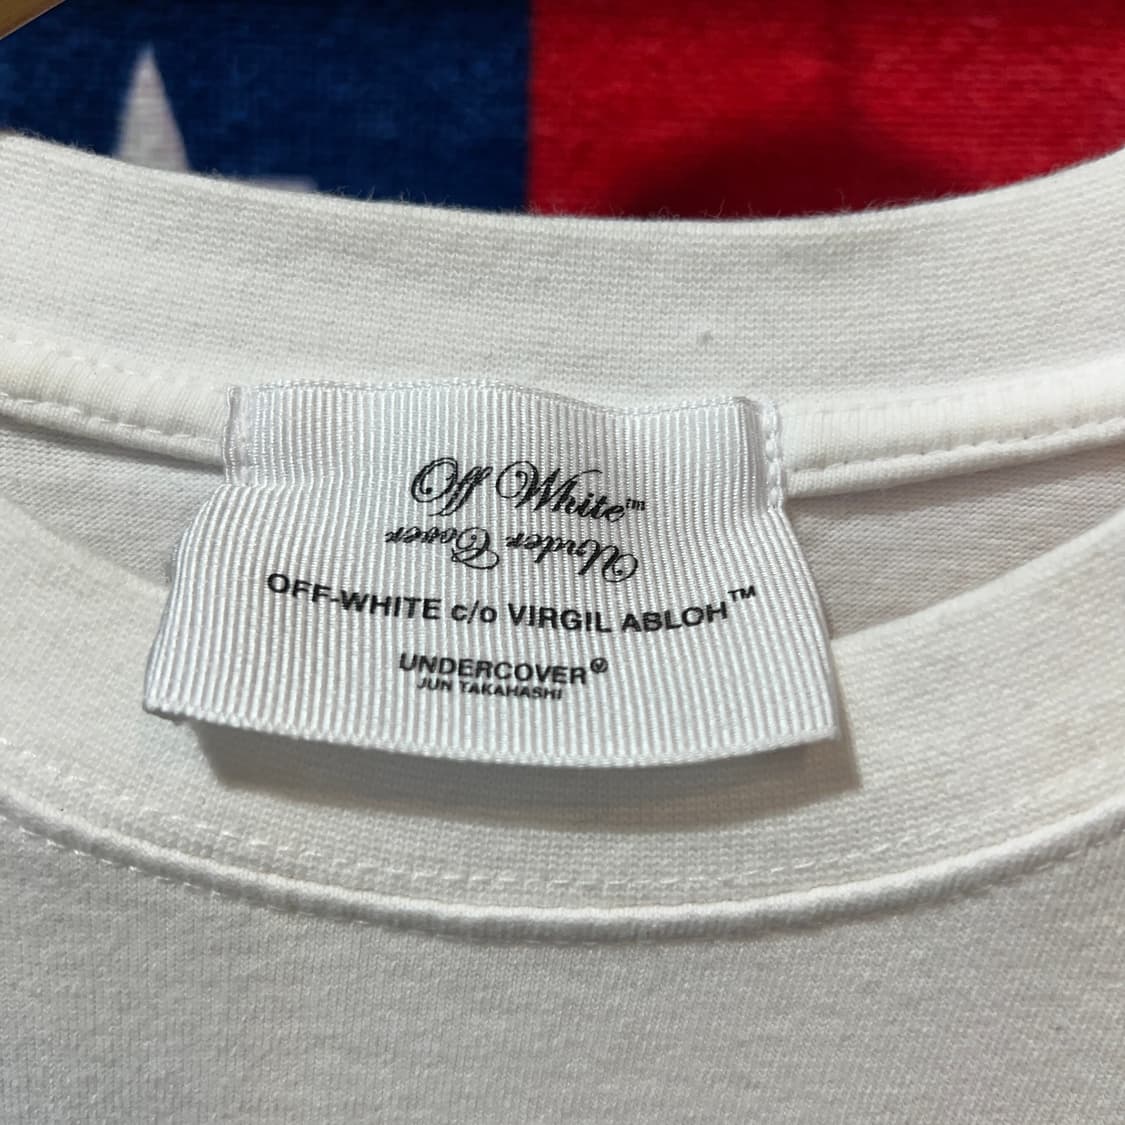 Off White™
Under Cover
OFF-WHITE c/o VIRGIL ABLOH™
UNDERCOVER
JUN TAKAHASHI